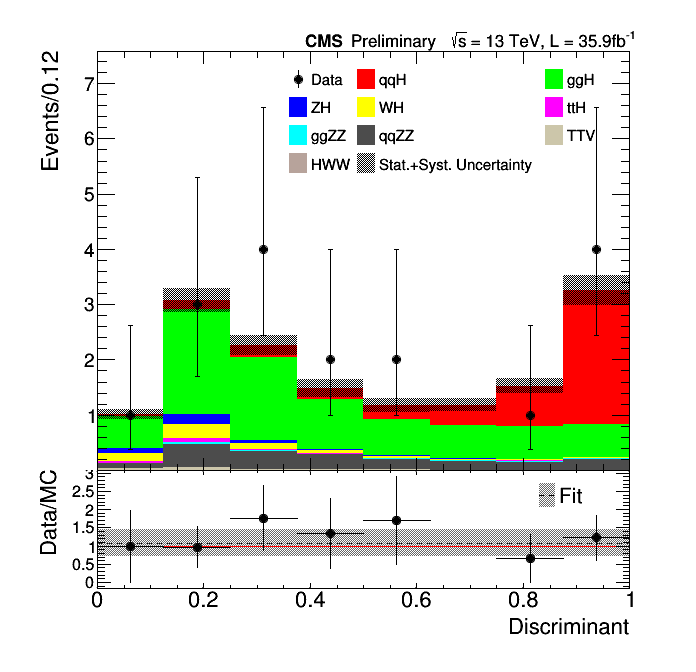 CMS Preliminary √s = 13 TeV, L = 35.9fb⁻¹
Events/0.12
7
6
5
4
3
2
1
Data qqH ggH
ZH WH ttH
ggZZ qqZZ TTV
HWW Stat.+Syst. Uncertainty
Data/MC
3
2.5
2
1.5
1
0.5
0
Fit
0 0.2 0.4 0.6 0.8 1
Discriminant